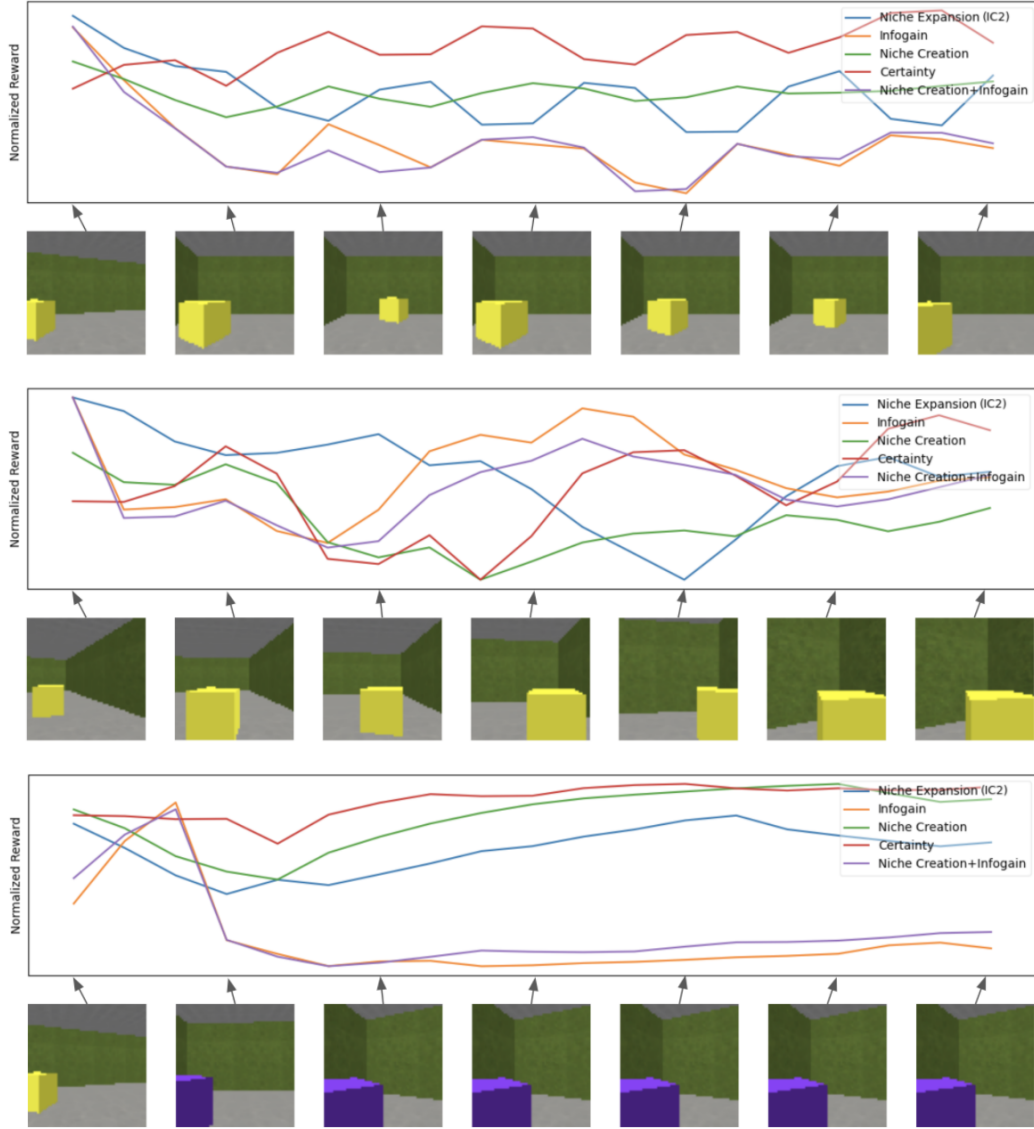 Normalized Reward
Niche Expansion (IC2)
Infogain
Niche Creation
Certainty
Niche Creation+Infogain
Normalized Reward
Niche Expansion (IC2)
Infogain
Niche Creation
Certainty
Niche Creation+Infogain
Normalized Reward
Niche Expansion (IC2)
Infogain
Niche Creation
Certainty
Niche Creation+Infogain